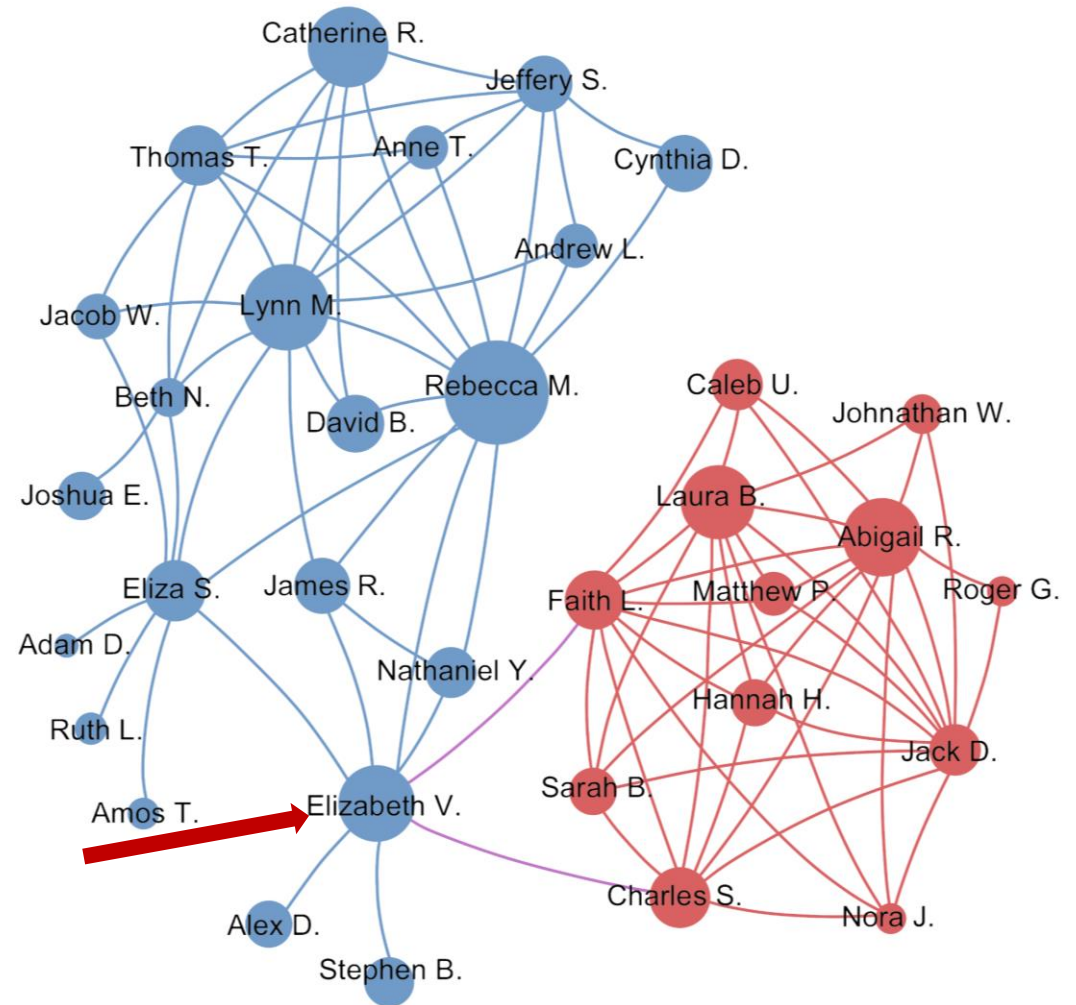 Catherine R.
Jeffery S.
Thomas T.
Anne T.
Cynthia D.
Andrew L.
Jacob W.
Lynn M.
Rebecca M.
Beth N.
David B.
Caleb U.
Johnathan W.
Joshua E.
Laura B.
Abigail R.
Eliza S.
James R.
Faith L.
Matthew P.
Roger G.
Adam D.
Nathaniel Y.
Hannah H.
Ruth L.
Jack D.
Sarah B.
Amos T.
Elizabeth V.
Charles S.
Nora J.
Alex D.
Stephen B.